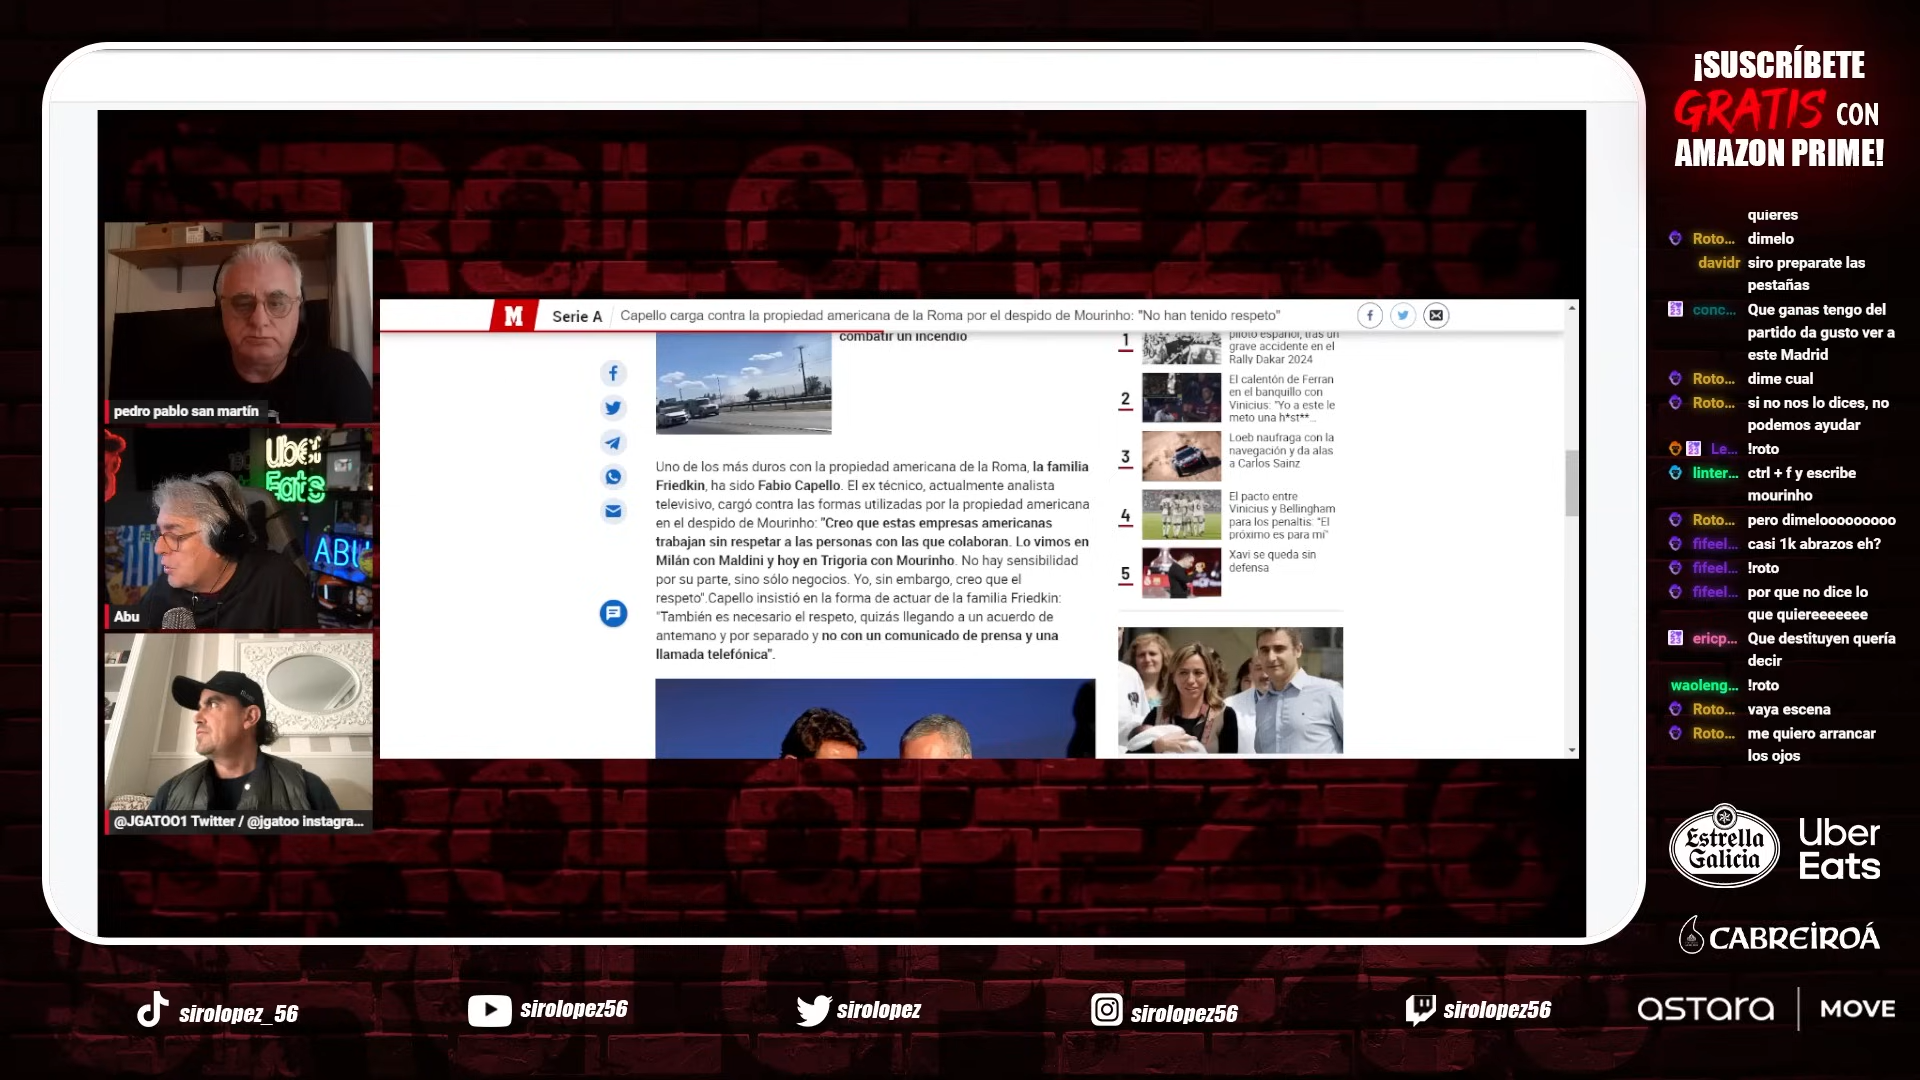 ¡SUSCRÍBETE
GRATIS CON
AMAZON PRIME!
pedro pablo san martín
Uber
Eats
ABU
Abu
@JGATOO1 Twitter / @jgatoo instagra...
M
Serie A
Capello carga contra la propiedad americana de la Roma por el despido de Mourinho: "No han tenido respeto"
combatir un incendio
Uno de los más duros con la propiedad americana de la Roma, la familia
Friedkin, ha sido Fabio Capello. El ex técnico, actualmente analista
televisivo, cargó contra las formas utilizadas por la propiedad americana
en el despido de Mourinho: "Creo que estas empresas americanas
trabajan sin respetar a las personas con las que colaboran. Lo vimos en
Milán con Maldini y hoy en Trigoria con Mourinho. No hay sensibilidad
por su parte, sino sólo negocios. Yo, sin embargo, creo que el
respeto".Capello insistió en la forma de actuar de la familia Friedkin:
"También es necesario el respeto, quizás llegando a un acuerdo de
antemano y por separado y no con un comunicado de prensa y una
llamada telefónica".
1
piloto español, tras un
grave accidente en el
Rally Dakar 2024
2
El calentón de Ferran
en el banquillo con
Vinicius: "Yo a este le
meto una h*st**...
3
Loeb naufraga con la
navegación y da alas
a Carlos Sainz
4
El pacto entre
Vinicius y Bellingham
para los penaltis: "El
próximo es para mí"
5
Xavi se queda sin
defensa
quieres
Roto... dimelo
davidr siro preparate las
pestañas
conc... Que ganas tengo del
partido da gusto ver a
este Madrid
Roto... dime cual
Roto... si no nos lo dices, no
podemos ayudar
Le... !roto
linter... ctrl + f y escribe
mourinho
Roto... pero dimelooooooooo
fifeel... casi 1k abrazos eh?
fifeel... !roto
fifeel... por que no dice lo
que quiereeeeeee
ericp... Que destituyen quería
decir
waoleng... !roto
Roto... vaya escena
Roto... me quiero arrancar
los ojos
Estrella
Galicia
Uber
Eats
CABREIROÁ
sirolopez_56
sirolopez56
sirolopez
sirolopez56
sirolopez56
astara | MOVE